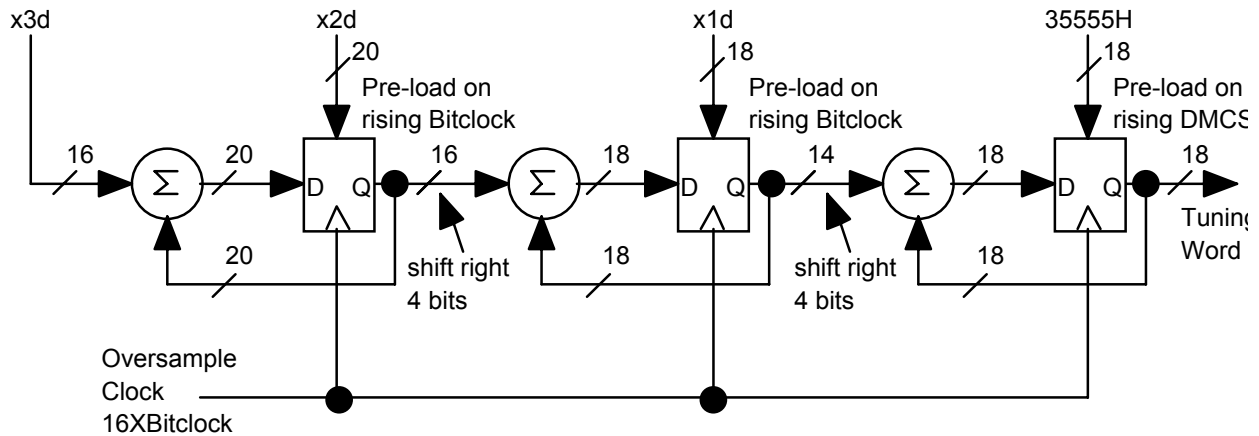 x3d
x2d
x1d
35555H
20
18
18
Pre-load on
rising Bitclock
Pre-load on
rising Bitclock
Pre-load on
rising DMCS
16
Σ
20
D Q
16
Σ
18
D Q
14
Σ
18
D Q
18
Tuning
Word
20
shift right
4 bits
18
shift right
4 bits
18
Oversample
Clock
16XBitclock